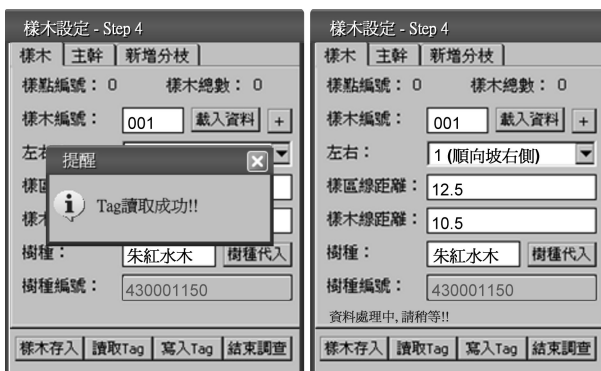 樣木設定 - Step 4
樣木 主幹 新增分枝
樣點編號： 0 樣木總數： 0
樣木編號： 001 載入資料 +
左右
提醒
Tag讀取成功!!
樣區
樣木
樹種： 朱紅水木 樹種代入
樹種編號： 430001150
樣木存入 讀取Tag 寫入Tag 結束調查
樣木設定 - Step 4
樣木 主幹 新增分枝
樣點編號： 0 樣木總數： 0
樣木編號： 001 載入資料 +
左右： 1 (順向坡右側)
樣區線距離： 12.5
樣木線距離： 10.5
樹種： 朱紅水木 樹種代入
樹種編號： 430001150
資料處理中, 請稍等!!
樣木存入 讀取Tag 寫入Tag 結束調查